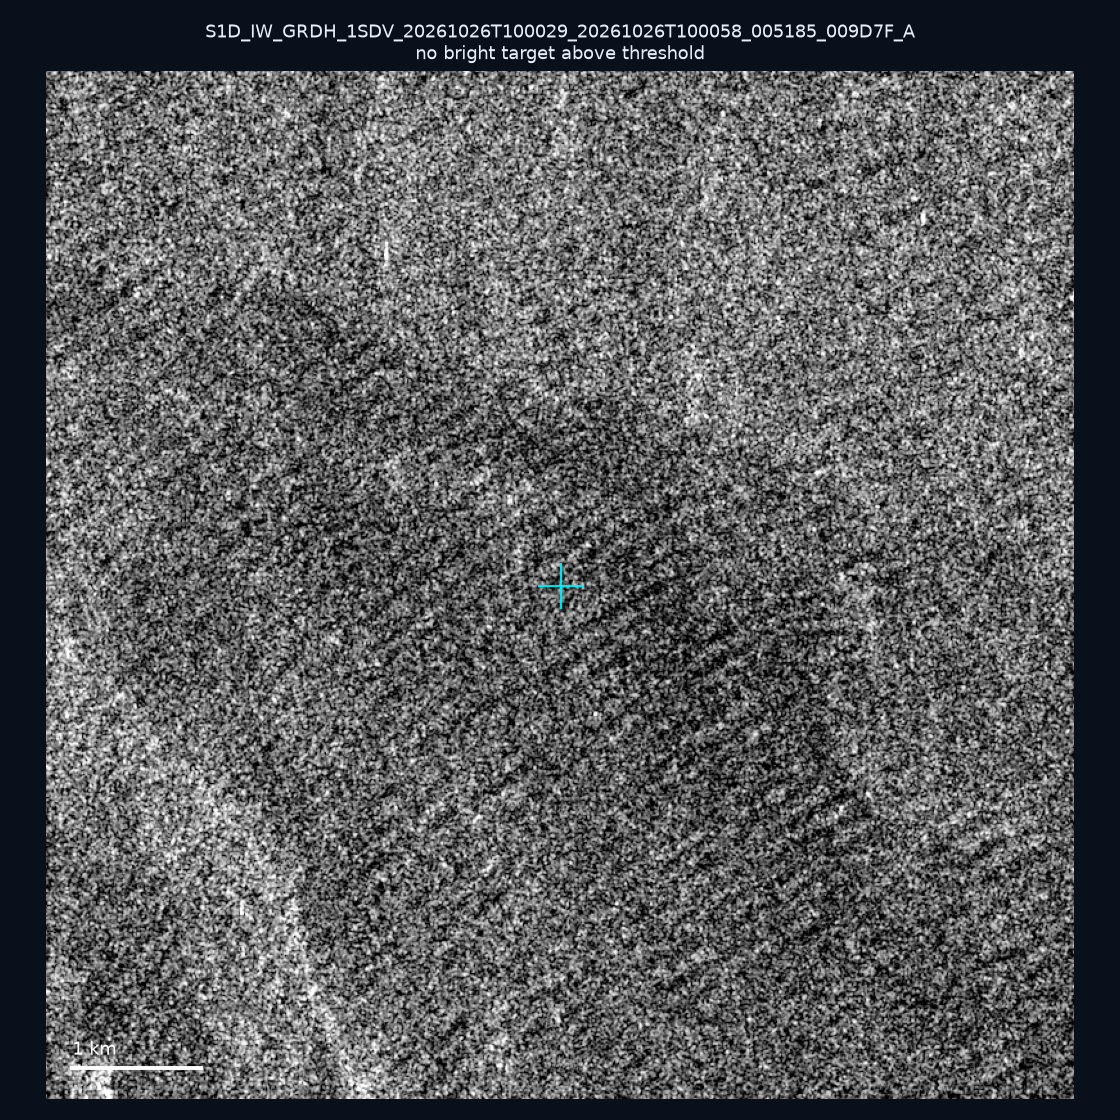 S1D_IW_GRDH_1SDV_20261026T100029_20261026T100058_005185_009D7F_A
no bright target above threshold
1 km